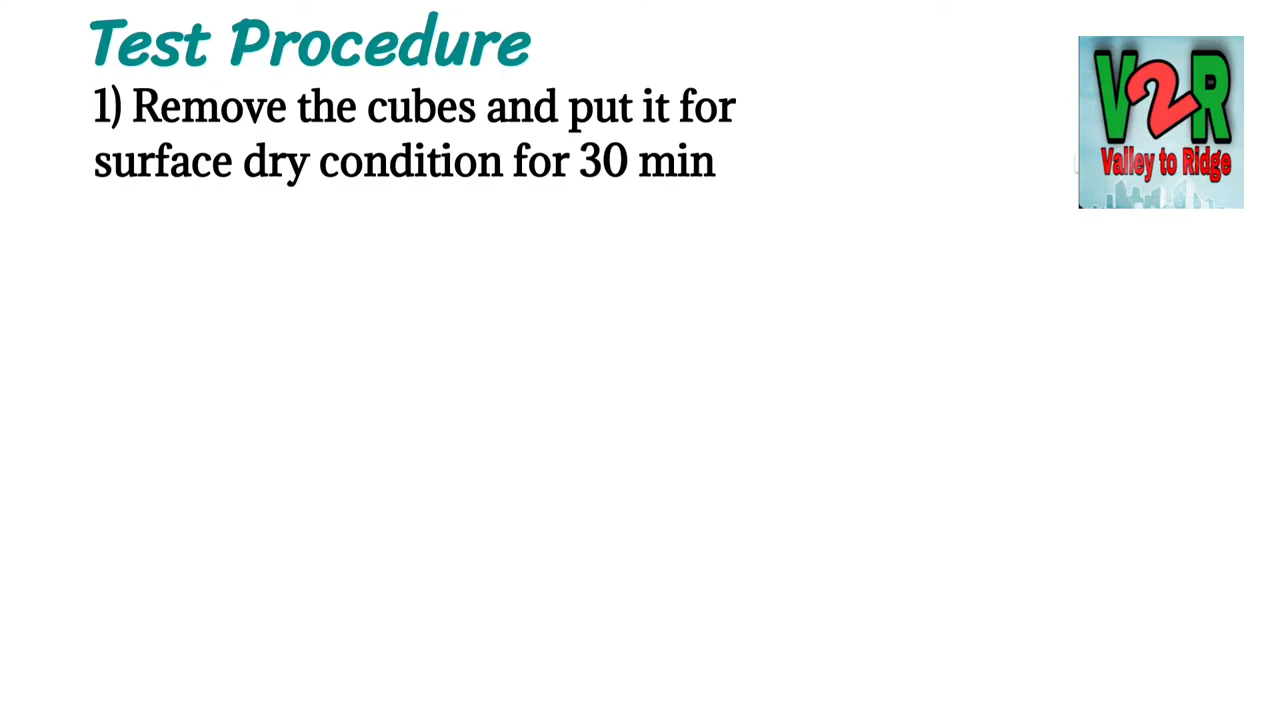 Test Procedure
1) Remove the cubes and put it for
surface dry condition for 30 min
V2R
Valley to Ridge